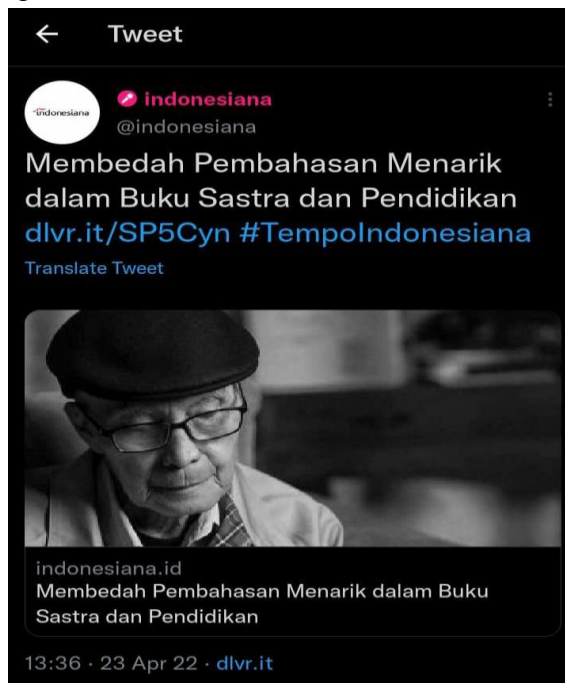 Tweet
indonesiana
indonesiana
@indonesiana
Membedah Pembahasan Menarik
dalam Buku Sastra dan Pendidikan
dlvr.it/SP5Cyn #TempoIndonesiana
Translate Tweet
indonesiana.id
Membedah Pembahasan Menarik dalam Buku
Sastra dan Pendidikan
13:36 · 23 Apr 22 · dlvr.it